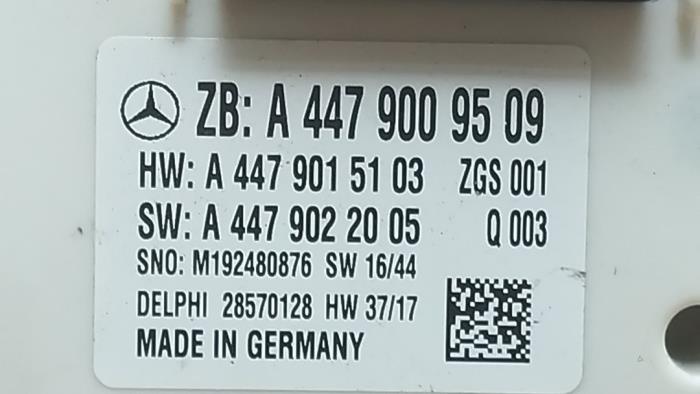 ZB: A 447 900 95 09
HW: A 447 901 51 03 ZGS 001
SW: A 447 902 20 05 Q 003
SNO: M192480876 SW 16/44
DELPHI 28570128 HW 37/17
MADE IN GERMANY